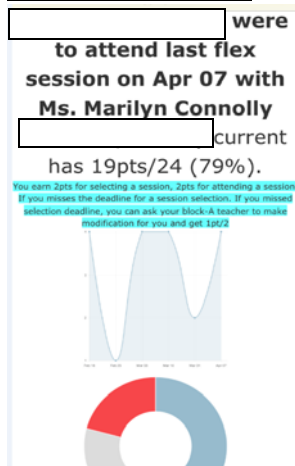 were
to attend last flex
session on Apr 07 with
Ms. Marilyn Connolly
current
has 19pts/24 (79%).
You earn 2pts for selecting a session, 2pts for attending a session
If you misses the deadline for a session selection. If you missed
selection deadline, you can ask your block-A teacher to make
modification for you and get 1pt/2